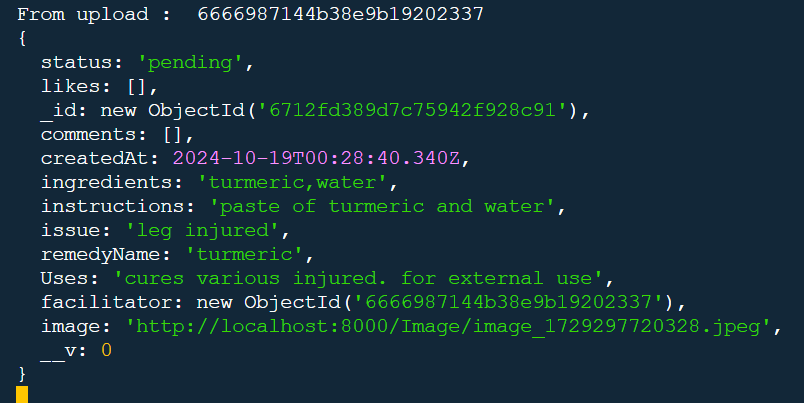 From upload :  6666987144b38e9b19202337
{
  status: 'pending',
  likes: [],
  _id: new ObjectId('6712fd389d7c75942f928c91'),
  comments: [],
  createdAt: 2024-10-19T00:28:40.340Z,
  ingredients: 'turmeric,water',
  instructions: 'paste of turmeric and water',
  issue: 'leg injured',
  remedyName: 'turmeric',
  Uses: 'cures various injured. for external use',
  facilitator: new ObjectId('6666987144b38e9b19202337'),
  image: 'http://localhost:8000/Image/image_1729297720328.jpeg',
  __v: 0
}